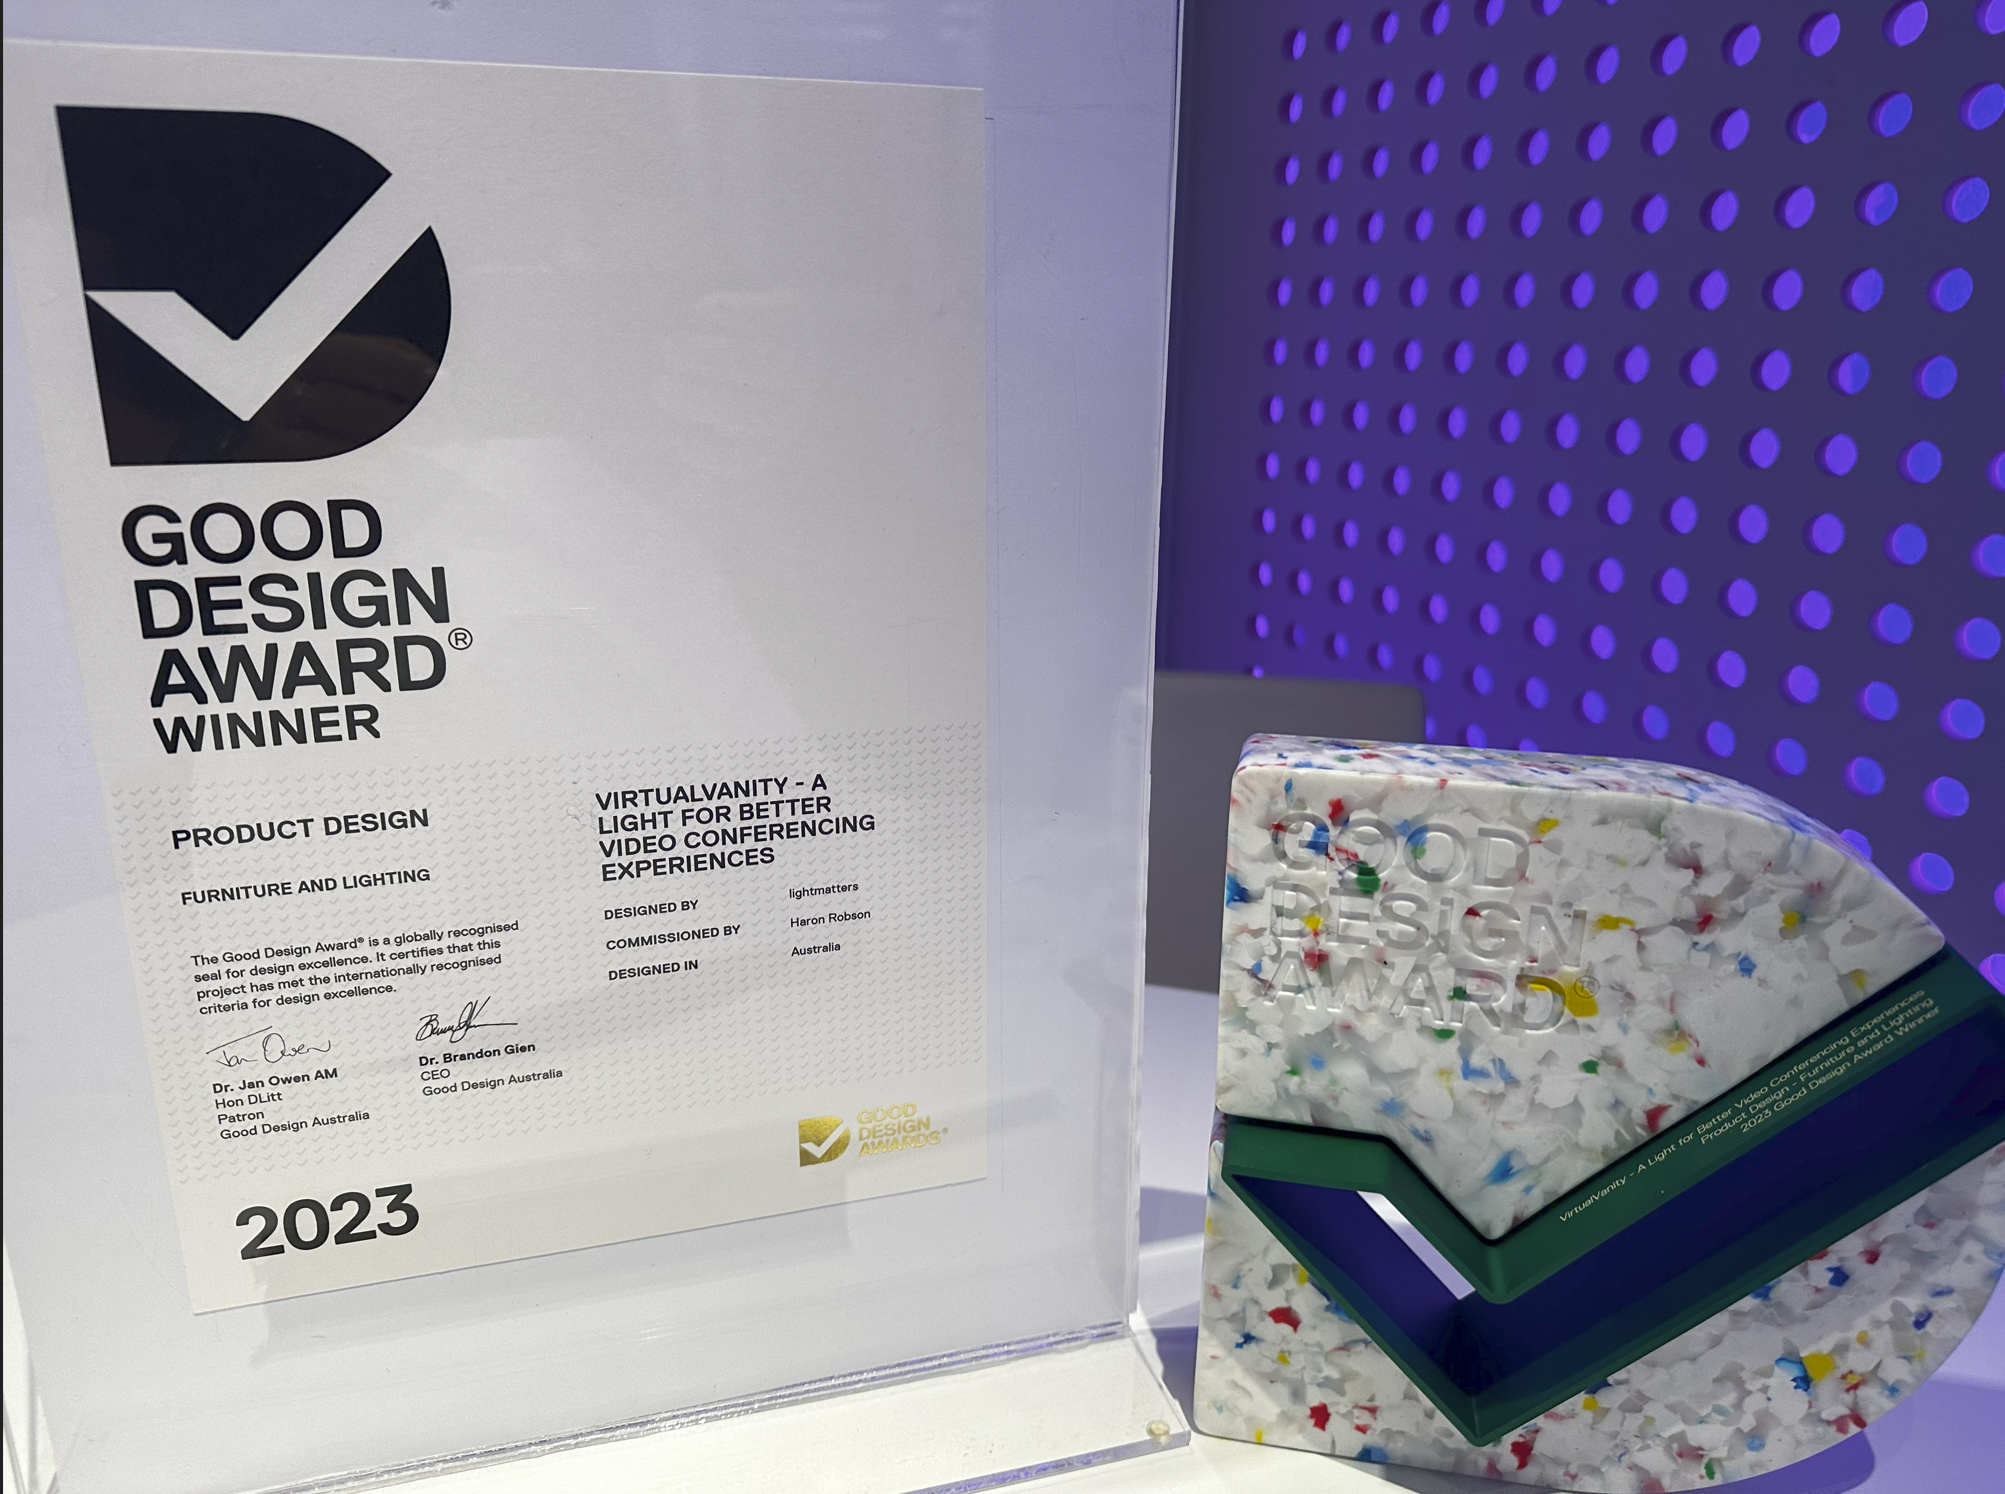 GOOD
DESIGN
AWARD®
WINNER
PRODUCT DESIGN
FURNITURE AND LIGHTING
The Good Design Award® is a globally recognised
seal for design excellence. It certifies that this
project has met the internationally recognised
criteria for design excellence.
Jan Owen
Dr. Jan Owen AM
Hon DLitt
Patron
Good Design Australia
Dr. Brandon Gien
CEO
Good Design Australia
VIRTUALVANITY - A
LIGHT FOR BETTER
VIDEO CONFERENCING
EXPERIENCES
DESIGNED BY lightmatters
COMMISSIONED BY Haron Robson
DESIGNED IN Australia
GOOD
DESIGN
AWARDS®
2023
GOOD
DESIGN
AWARD®
VirtualVanity - A Light for Better Video Conferencing Experiences
Product Design - Furniture and Lighting
2023 Good Design Award Winner